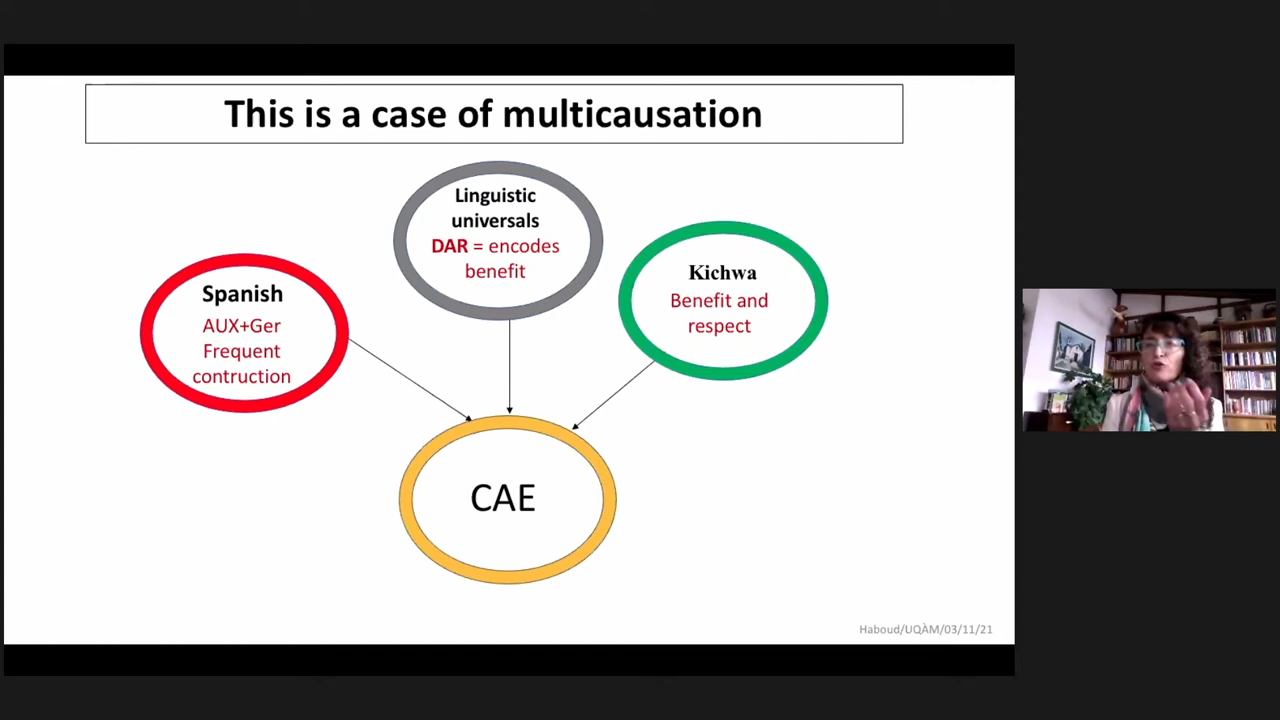 This is a case of multicausation
Linguistic
universals
DAR = encodes
benefit
Kichwa
Benefit and
respect
Spanish
AUX+Ger
Frequent
contruction
CAE
Haboud/UQÀM/03/11/21